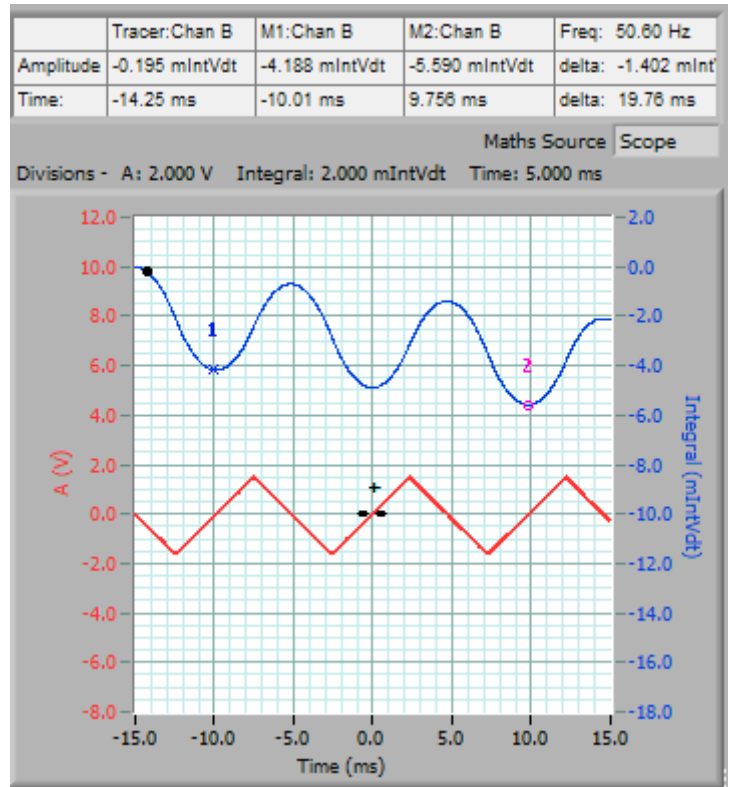 Tracer:Chan B M1:Chan B M2:Chan B Freq: 50.60 Hz
Amplitude -0.195 mIntVdt -4.188 mIntVdt -5.590 mIntVdt delta: -1.402 mInt
Time: -14.25 ms -10.01 ms 9.756 ms delta: 19.76 ms
Maths Source Scope
Divisions - A: 2.000 V Integral: 2.000 mIntVdt Time: 5.000 ms
12.0 2.0
10.0 0.0
8.0 -2.0
1
6.0 2 -4.0
4.0 -6.0
2.0 -8.0
0.0 -10.0
-2.0 -12.0
-4.0 -14.0
-6.0 -16.0
-8.0 -18.0
A (V)
Integral (mIntVdt)
-15.0 -10.0 -5.0 0.0 5.0 10.0 15.0
Time (ms)